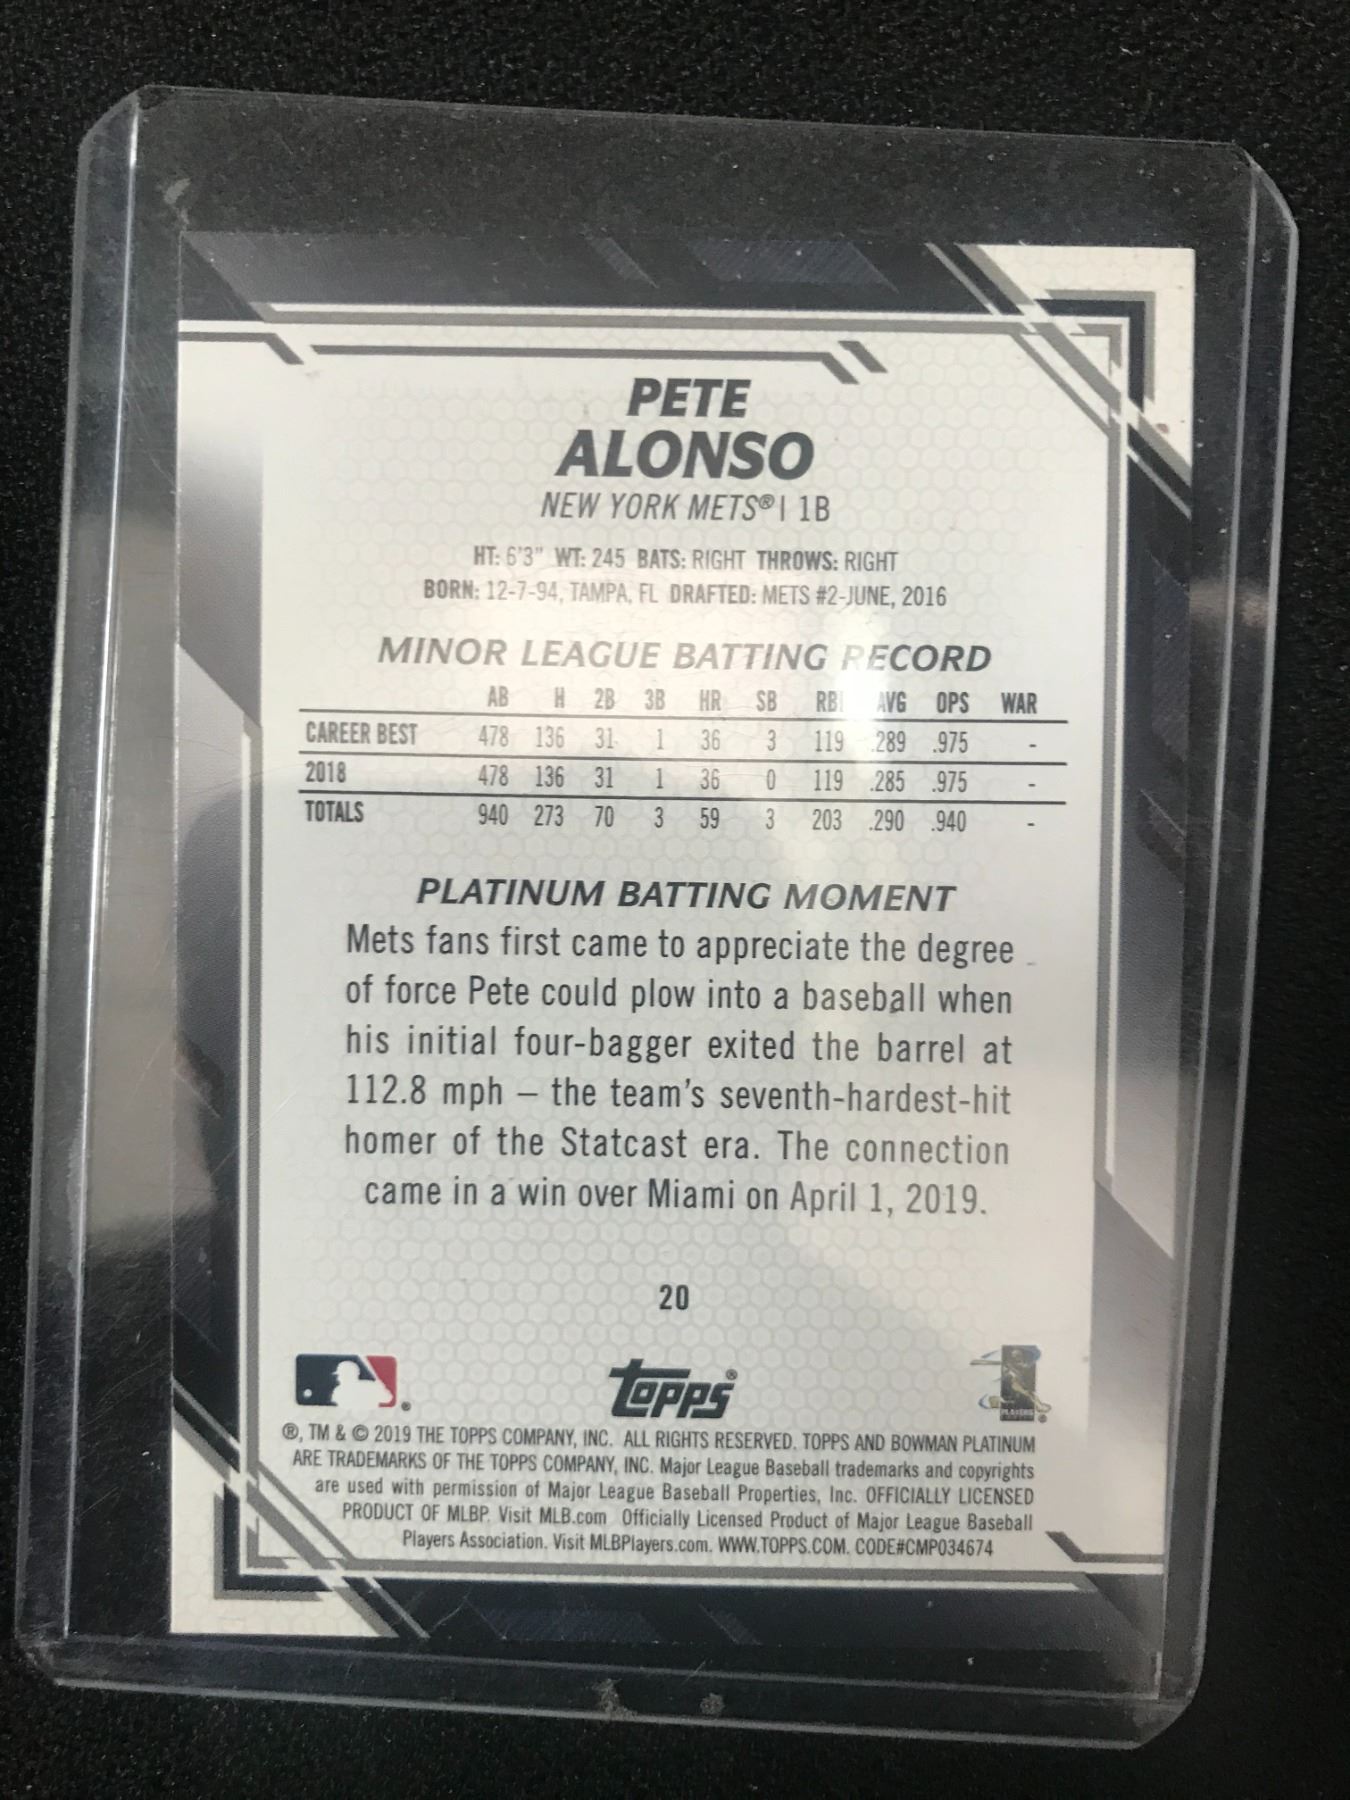 PETE
ALONSO
NEW YORK METS® | 1B
HT: 6'3" WT: 245 BATS: RIGHT THROWS: RIGHT
BORN: 12-7-94, TAMPA, FL DRAFTED: METS #2-JUNE, 2016
MINOR LEAGUE BATTING RECORD
AB H 2B 3B HR SB RBI AVG OPS WAR
CAREER BEST 478 136 31 1 36 3 119 .289 .975 -
2018 478 136 31 1 36 0 119 .285 .975 -
TOTALS 940 273 70 3 59 3 203 .290 .940 -
PLATINUM BATTING MOMENT
Mets fans first came to appreciate the degree
of force Pete could plow into a baseball when
his initial four-bagger exited the barrel at
112.8 mph – the team's seventh-hardest-hit
homer of the Statcast era. The connection
came in a win over Miami on April 1, 2019.
20
Topps®
PLAYERS
®, TM & © 2019 THE TOPPS COMPANY, INC. ALL RIGHTS RESERVED. TOPPS AND BOWMAN PLATINUM
ARE TRADEMARKS OF THE TOPPS COMPANY, INC. Major League Baseball trademarks and copyrights
are used with permission of Major League Baseball Properties, Inc. OFFICIALLY LICENSED
PRODUCT OF MLBP. Visit MLB.com Officially Licensed Product of Major League Baseball
Players Association. Visit MLBPlayers.com. WWW.TOPPS.COM. CODE#CMP034674